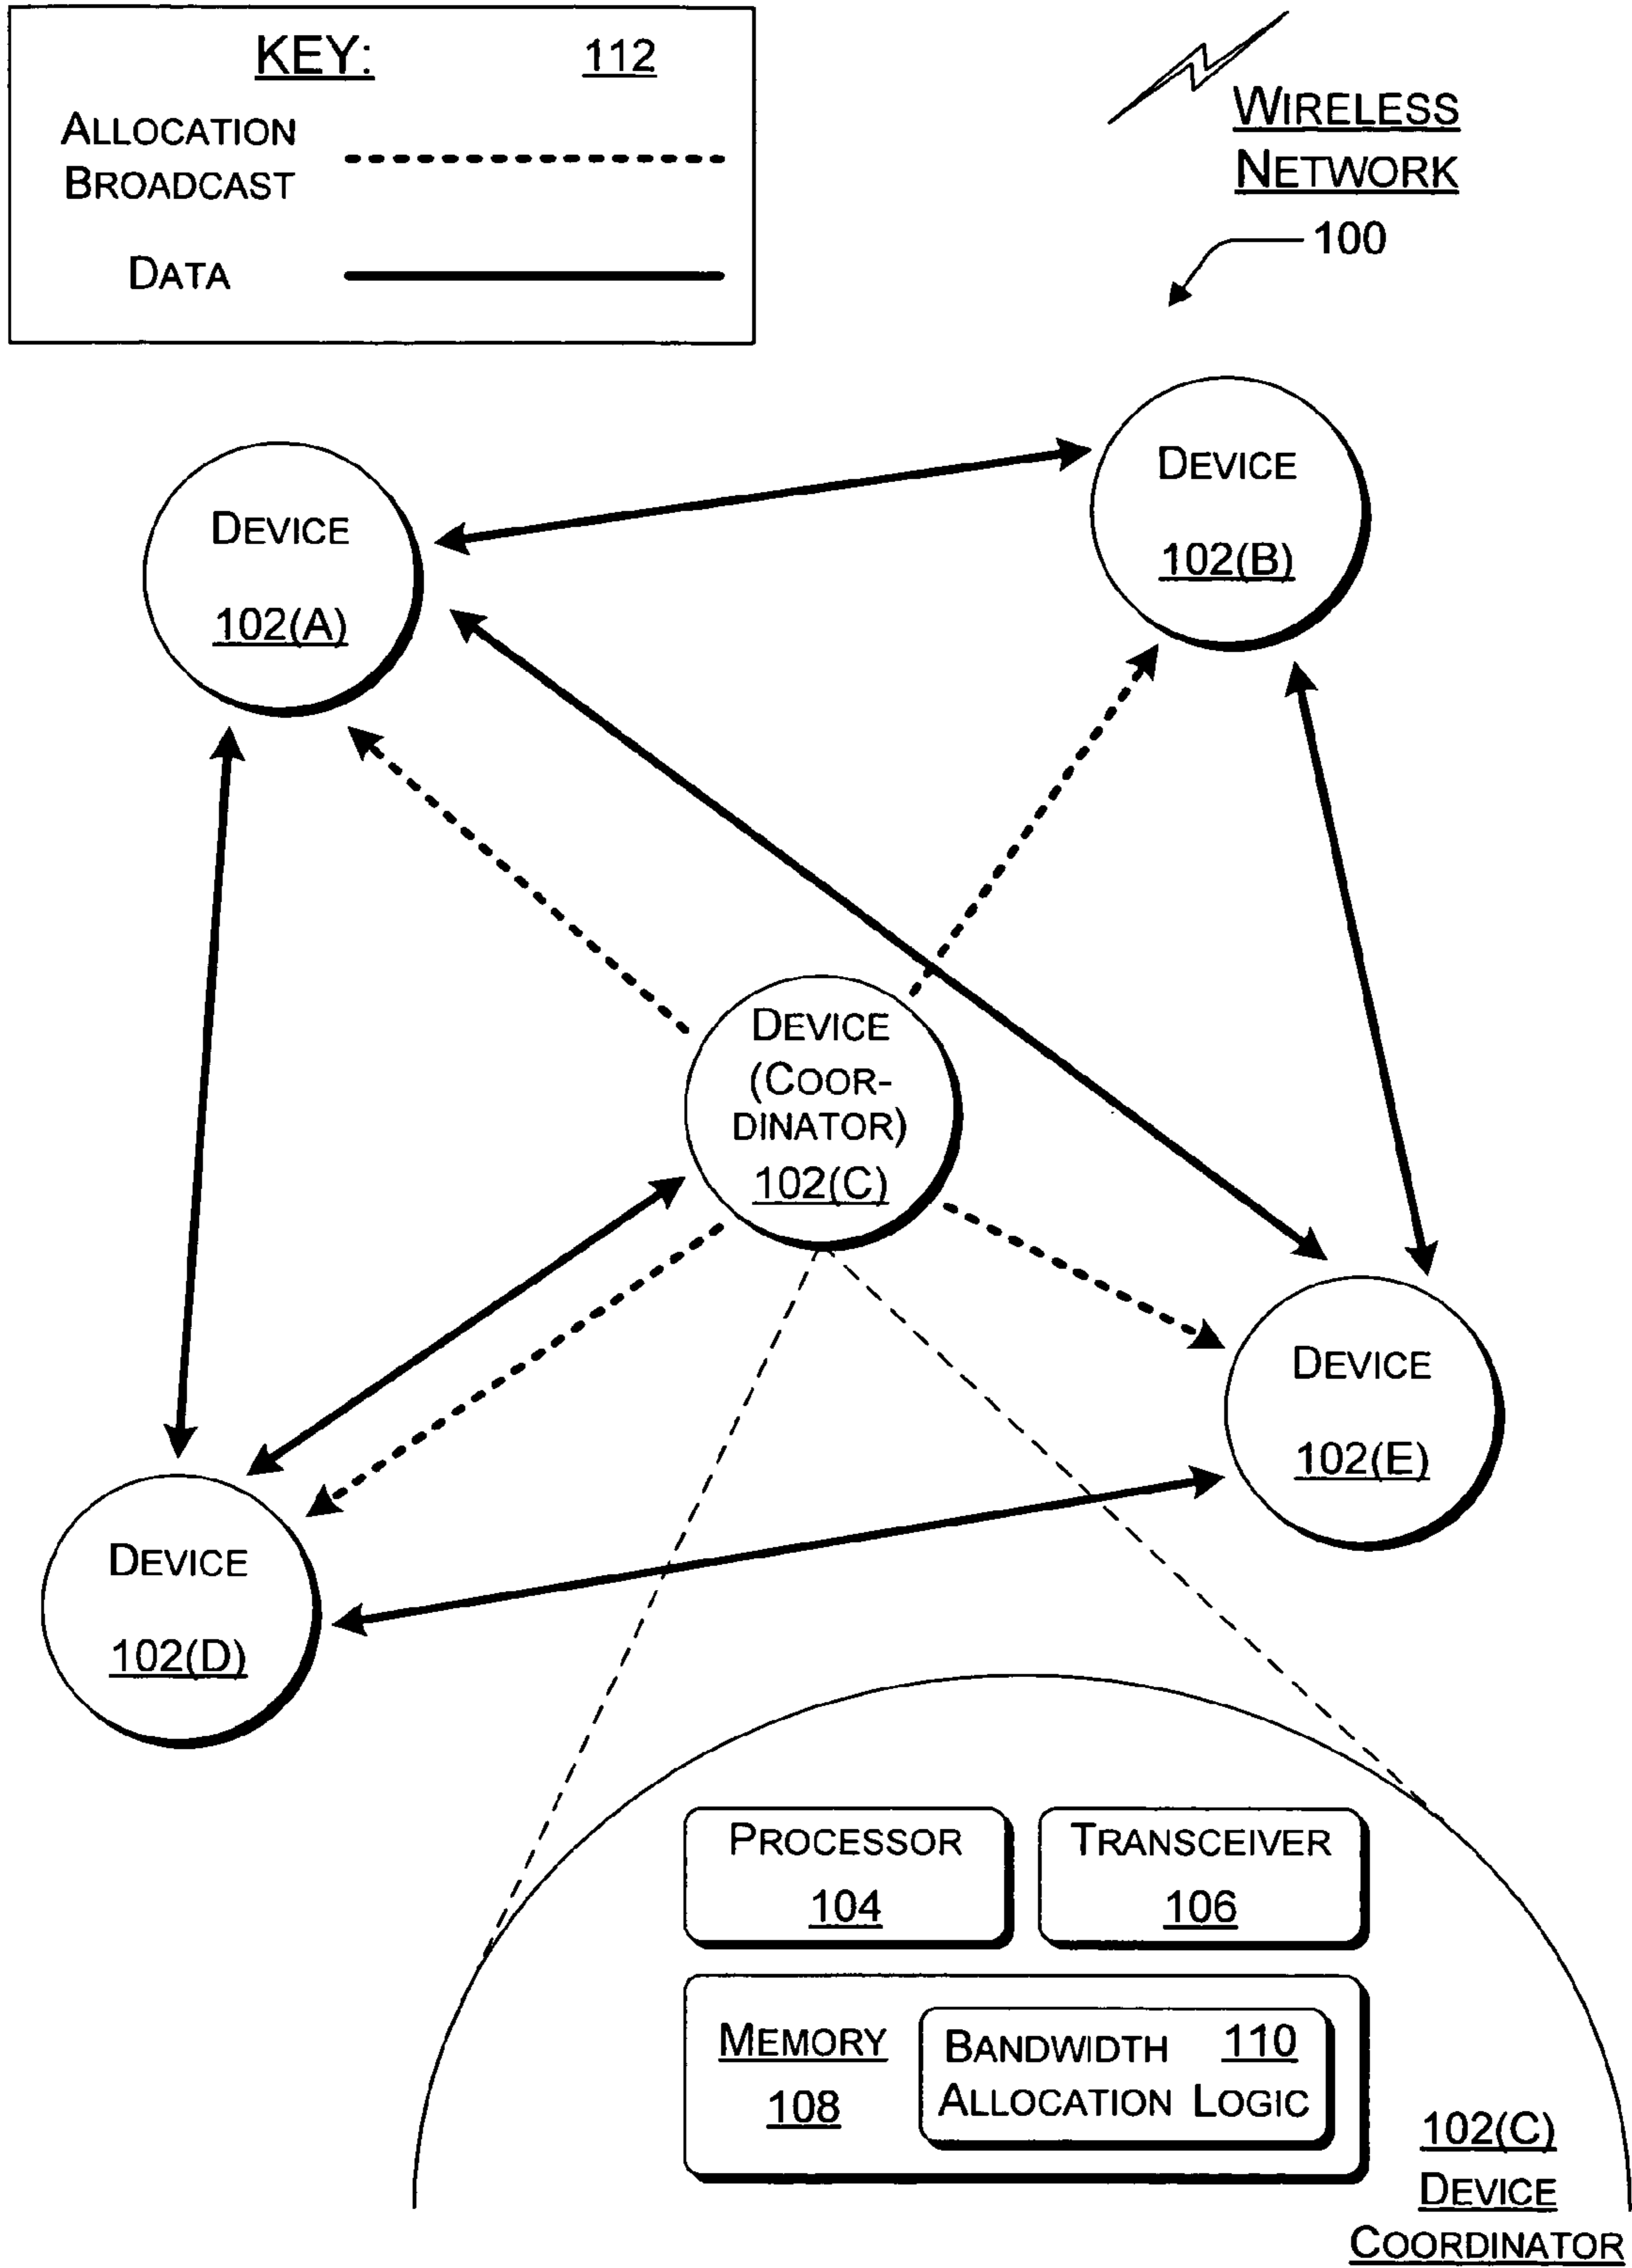 KEY: 112
ALLOCATION
BROADCAST
DATA
WIRELESS
NETWORK
100
DEVICE
102(A)
DEVICE
102(B)
DEVICE
(COOR-
DINATOR)
102(C)
DEVICE
102(D)
DEVICE
102(E)
PROCESSOR
104
TRANSCEIVER
106
MEMORY
108
BANDWIDTH 110
ALLOCATION LOGIC
102(C)
DEVICE
COORDINATOR